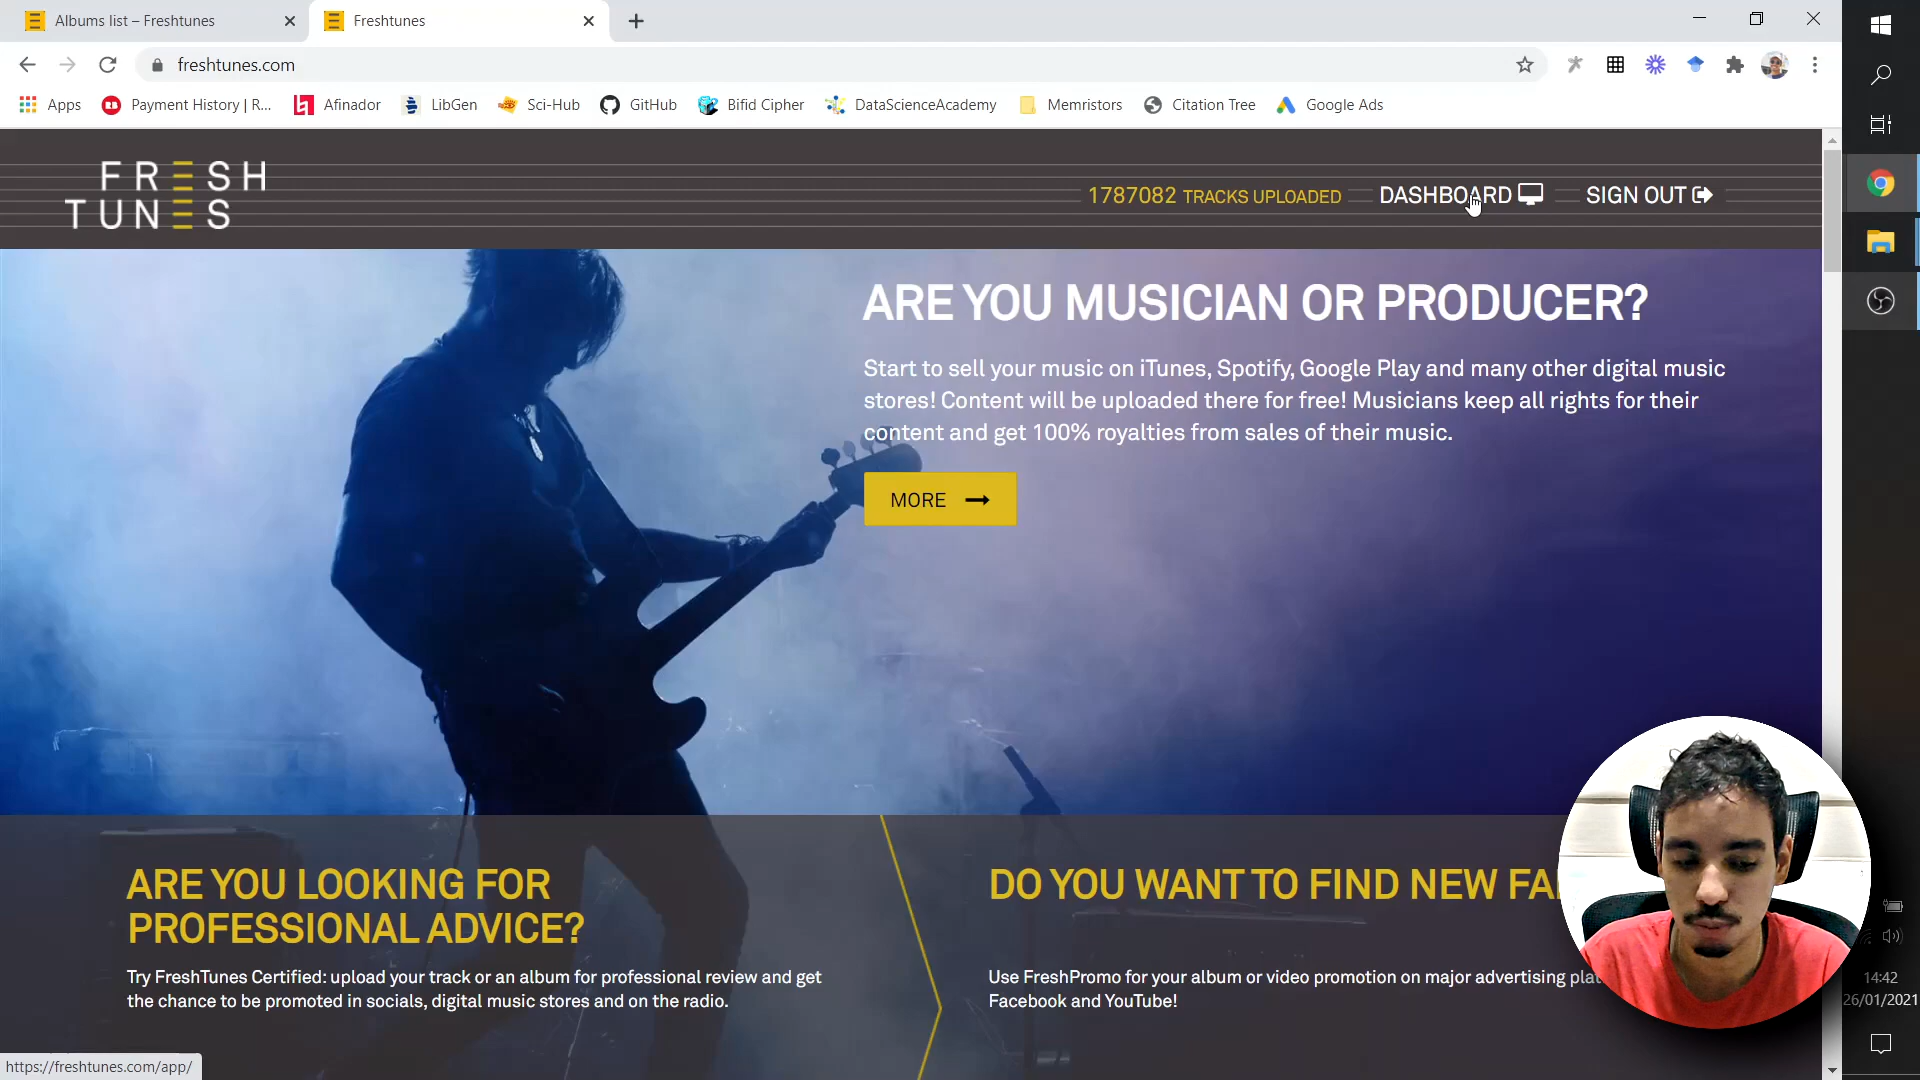 Albums list – Freshtunes
Freshtunes
freshtunes.com
Apps
Payment History | R...
Afinador
LibGen
Sci-Hub
GitHub
Bifid Cipher
DataScienceAcademy
Memristors
Citation Tree
Google Ads
FRESH
TUNES
1787082 TRACKS UPLOADED
DASHBOARD
SIGN OUT
ARE YOU MUSICIAN OR PRODUCER?
Start to sell your music on iTunes, Spotify, Google Play and many other digital music
stores! Content will be uploaded there for free! Musicians keep all rights for their
content and get 100% royalties from sales of their music.
MORE
ARE YOU LOOKING FOR
PROFESSIONAL ADVICE?
Try FreshTunes Certified: upload your track or an album for professional review and get
the chance to be promoted in socials, digital music stores and on the radio.
DO YOU WANT TO FIND NEW
Use FreshPromo for your album or video promotion on major advertising
Facebook and YouTube!
14:42
26/01/2021
https://freshtunes.com/app/